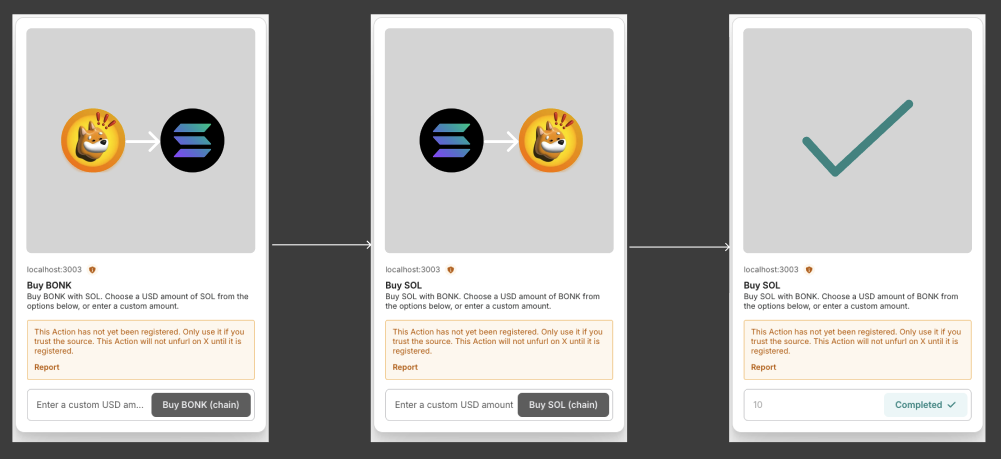 localhost:3003
Buy BONK
Buy BONK with SOL. Choose a USD amount of SOL from the
options below, or enter a custom amount.
This Action has not yet been registered. Only use it if you
trust the source. This Action will not unfurl on X until it is
registered.
Report
Enter a custom USD am...
Buy BONK (chain)
localhost:3003
Buy SOL
Buy SOL with BONK. Choose a USD amount of BONK from
the options below, or enter a custom amount.
This Action has not yet been registered. Only use it if you
trust the source. This Action will not unfurl on X until it is
registered.
Report
Enter a custom USD amount
Buy SOL (chain)
localhost:3003
Buy SOL
Buy SOL with BONK. Choose a USD amount of BONK from
the options below, or enter a custom amount.
This Action has not yet been registered. Only use it if you
trust the source. This Action will not unfurl on X until it is
registered.
Report
10
Completed